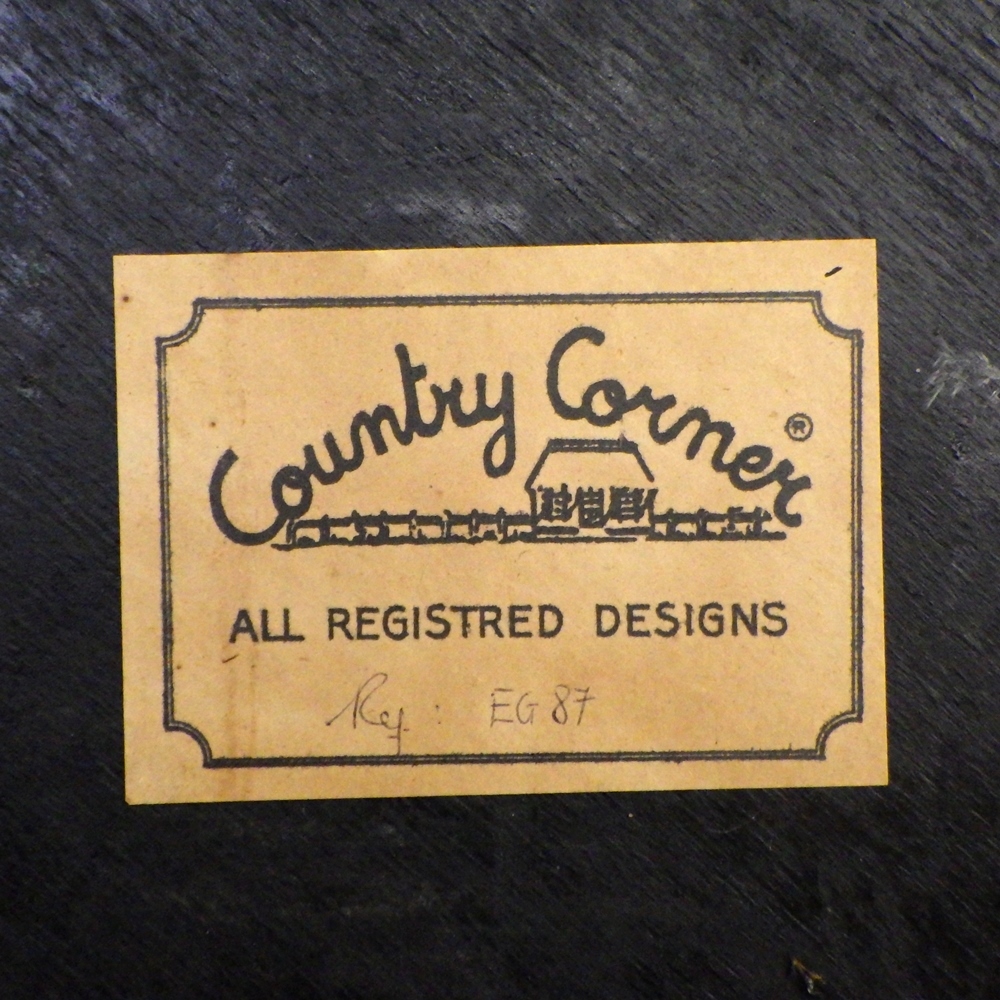 Country Corner ®
ALL REGISTRED DESIGNS
Ref : EG 87